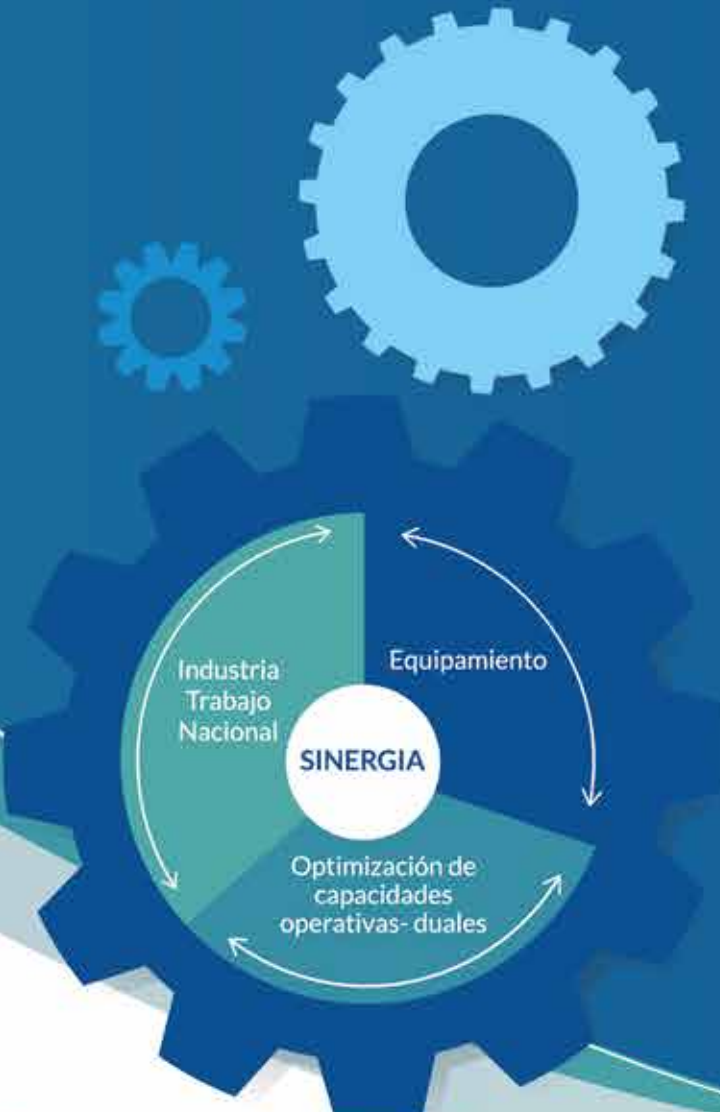 Industria
Trabajo
Nacional
Equipamiento
SINERGIA
Optimización de
capacidades
operativas- duales